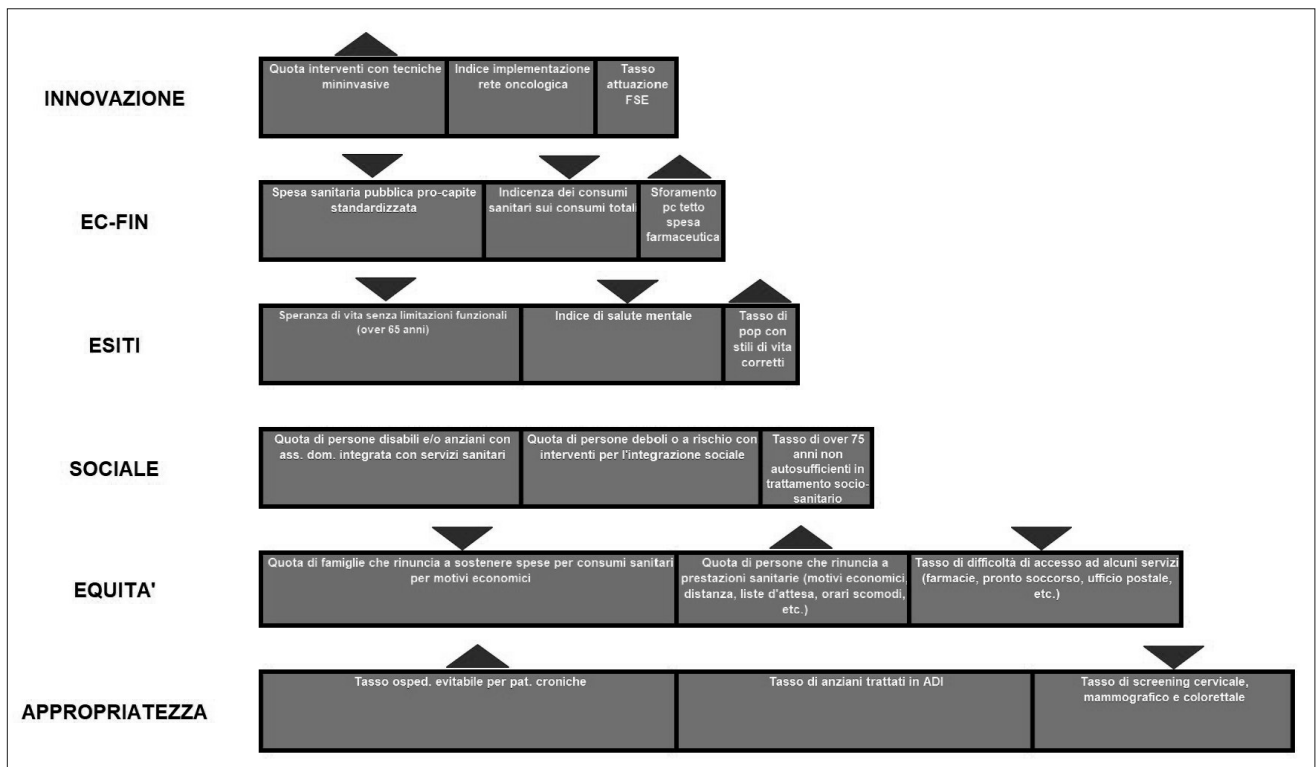 INNOVAZIONE
Quota interventi con tecniche
mininvasive
Indice implementazione
rete oncologica
Tasso
attuazione
FSE
EC-FIN
Spesa sanitaria pubblica pro-capite
standardizzata
Indicenza dei consumi
sanitari sui consumi totali
Sforamento
pc tetto
spesa
farmaceutica
ESITI
Speranza di vita senza limitazioni funzionali
(over 65 anni)
Indice di salute mentale
Tasso di
pop con
stili di vita
corretti
SOCIALE
Quota di persone disabili e/o anziani con
ass. dom. integrata con servizi sanitari
Quota di persone deboli o a rischio con
interventi per l'integrazione sociale
Tasso di over 75
anni non
autosufficienti in
trattamento socio-
sanitario
EQUITA'
Quota di famiglie che rinuncia a sostenere spese per consumi sanitari
per motivi economici
Quota di persone che rinuncia a
prestazioni sanitarie (motivi economici,
distanza, liste d'attesa, orari scomodi,
etc.)
Tasso di difficoltà di accesso ad alcuni servizi
(farmacie, pronto soccorso, ufficio postale,
etc.)
APPROPRIATEZZA
Tasso osped. evitabile per pat. croniche
Tasso di anziani trattati in ADI
Tasso di screening cervicale,
mammografico e colorettale